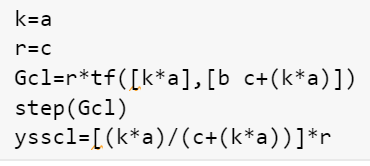 k=a
r=c
Gcl=r*tf([k*a],[b c+(k*a)])
step(Gcl)
ysscl=[(k*a)/(c+(k*a))]*r